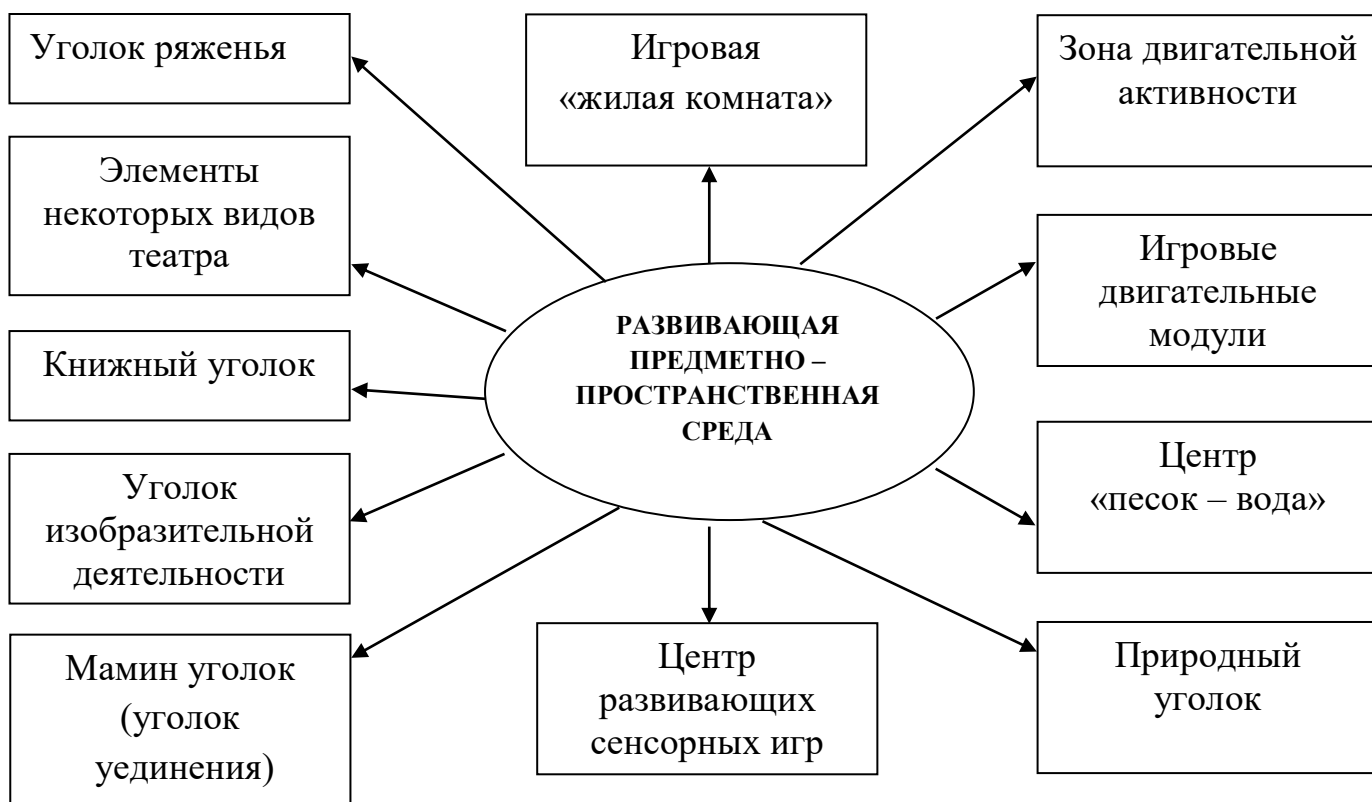 Уголок ряженья
Игровая
«жилая комната»
Зона двигательной
активности
Элементы
некоторых видов
театра
Игровые
двигательные
модули
РАЗВИВАЮЩАЯ
ПРЕДМЕТНО –
ПРОСТРАНСТВЕННАЯ
СРЕДА
Книжный уголок
Центр
«песок – вода»
Уголок
изобразительной
деятельности
Мамин уголок
(уголок
уединения)
Центр
развивающих
сенсорных игр
Природный
уголок